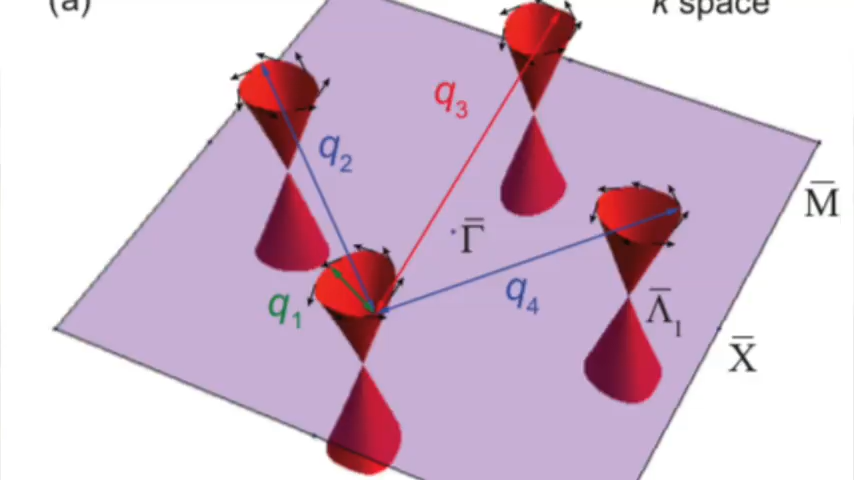 (a)
k space
q3
q2
M̅
Γ̅
q4
q1
Λ̅1
X̅